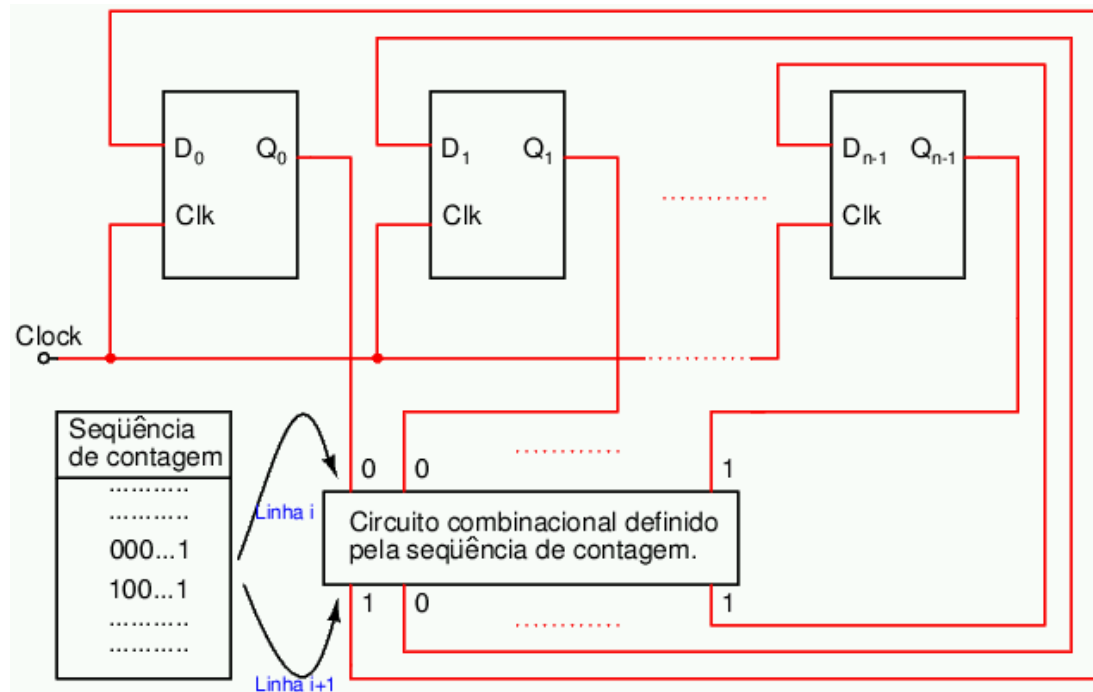 D₀ Q₀
Clk
D₁ Q₁
Clk
Dₙ₋₁ Qₙ₋₁
Clk
Clock
Seqüência
de contagem
...........
...........
000...1
100...1
...........
...........
Linha i
Linha i+1
0 0 1
Circuito combinacional definido
pela seqüência de contagem.
1 0 1